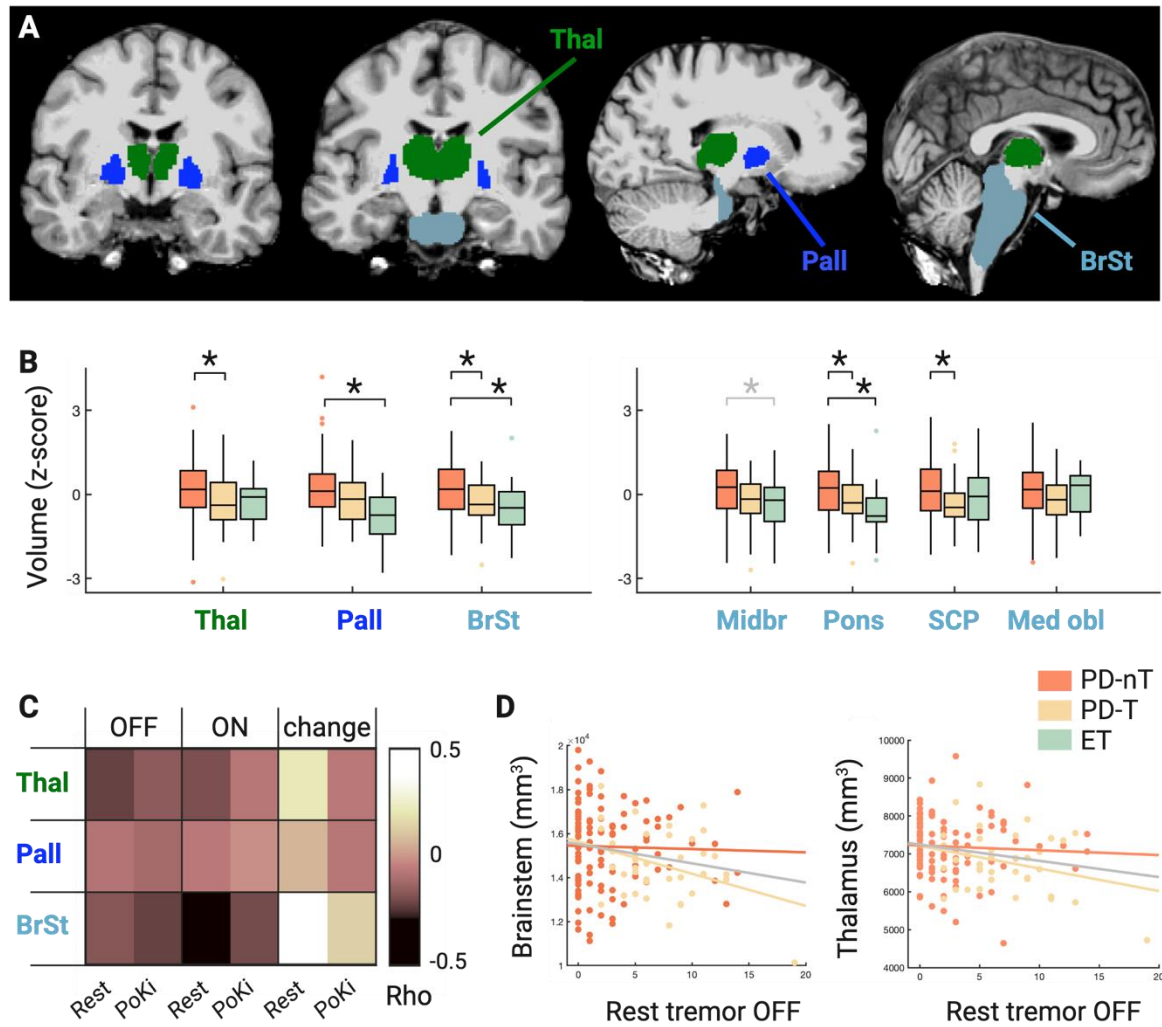 A
Thal
Pall
BrSt
B
* * * * * * * *
Volume (z-score)
3
0
-3
3
0
-3
Thal Pall BrSt
Midbr Pons SCP Med obl
C
OFF ON change
Thal
Pall
BrSt
Rest PoKi Rest PoKi Rest PoKi
0.5
0
-0.5
Rho
D
PD-nT
PD-T
ET
×10⁴
2
1.8
1.6
1.4
1.2
1
Brainstem (mm³)
0 5 10 15 20
Rest tremor OFF
10000
9000
8000
7000
6000
5000
4000
Thalamus (mm³)
0 5 10 15 20
Rest tremor OFF